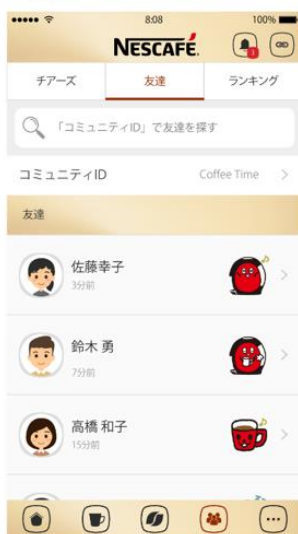 8:08
100%
NESCAFÉ.
1
チアーズ
友達
ランキング
「コミュニティID」で友達を探す
コミュニティID
Coffee Time
友達
佐藤幸子
3分前
鈴木 勇
7分前
高橋 和子
15分前